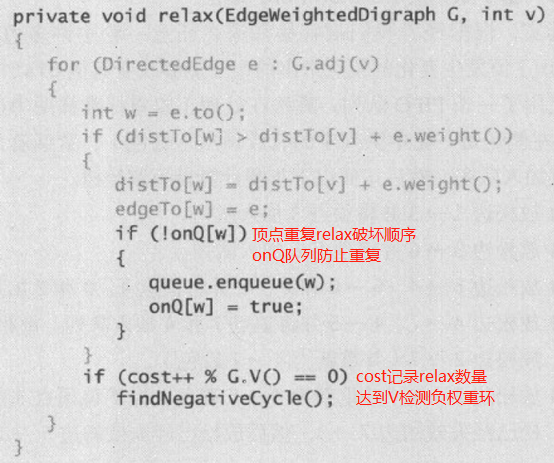 private void relax(EdgeWeightedDigraph G, int v)
{
for (DirectedEdge e : G.adj(v)
{
int w = e.to();
if (distTo[w] > distTo[v] + e.weight())
{
distTo[w] = distTo[v] + e.weight();
edgeTo[w] = e;
if (!onQ[w]) 顶点重复relax破坏顺序
onQ队列防止重复
{
queue.enqueue(w);
onQ[w] = true;
}
}
if (cost++ % G.V() == 0) cost记录relax数量
findNegativeCycle(); 达到V检测负权重环
}
}